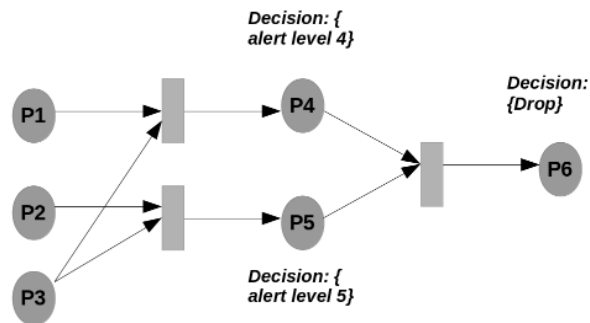 Decision: {
alert level 4}
Decision:
{Drop}
P1
P4
P2
P5
P6
P3
Decision: {
alert level 5}